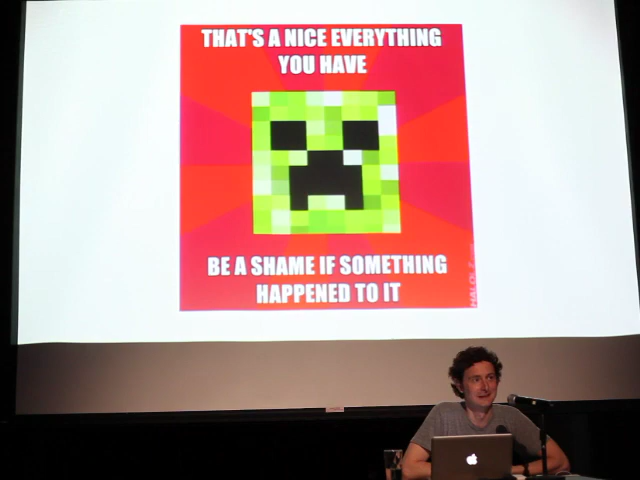 THAT'S A NICE EVERYTHING
YOU HAVE
BE A SHAME IF SOMETHING
HAPPENED TO IT